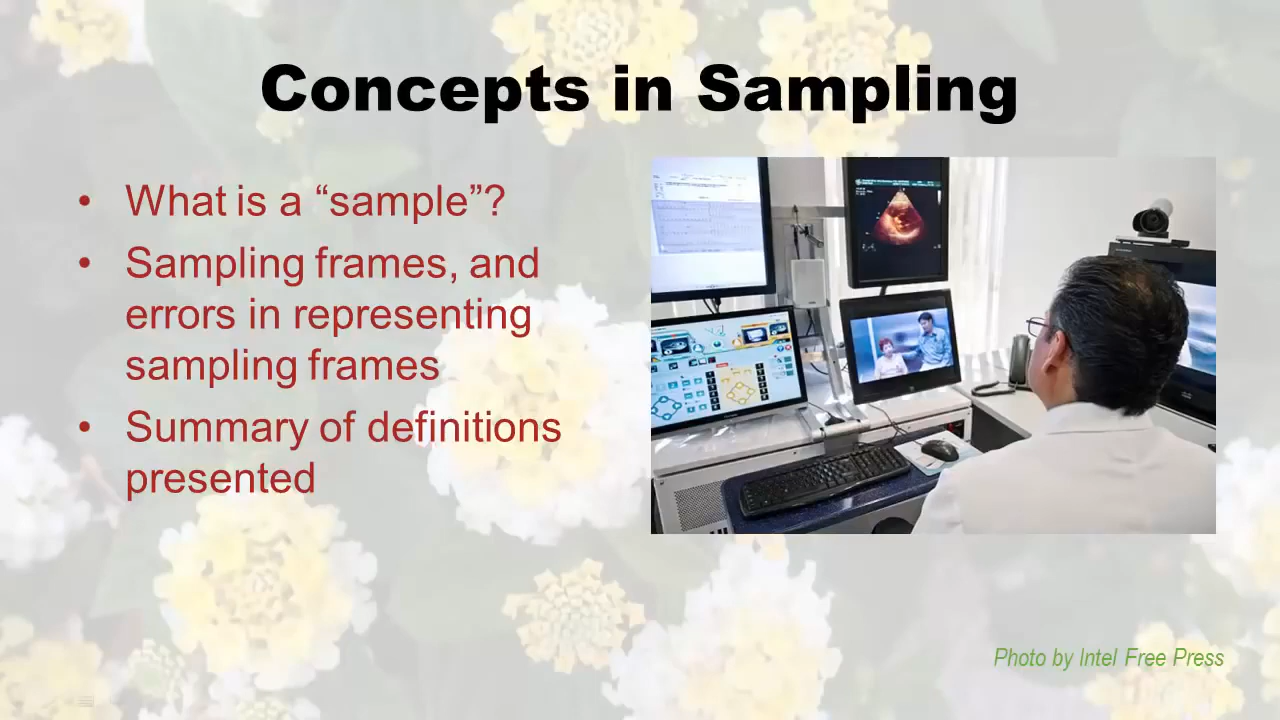 Concepts in Sampling
• What is a “sample”?
• Sampling frames, and
errors in representing
sampling frames
• Summary of definitions
presented
Photo by Intel Free Press